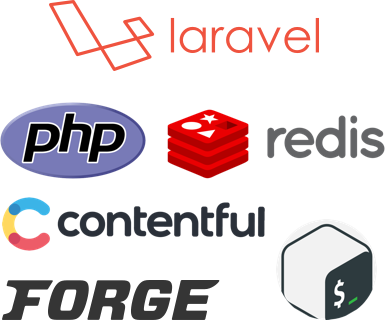 laravel
php
redis
contentful
FORGE
$_